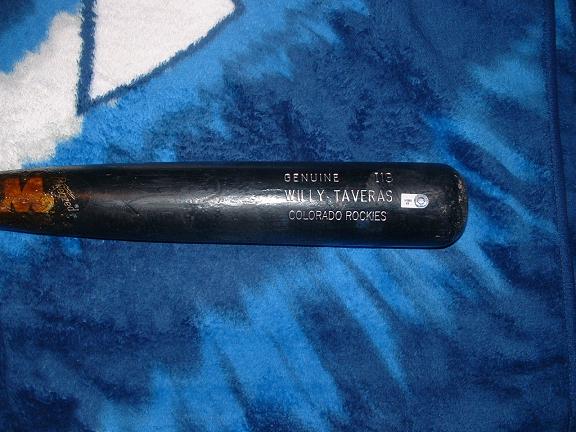 GENUINE I13
WILLY TAVERAS
COLORADO ROCKIES
M